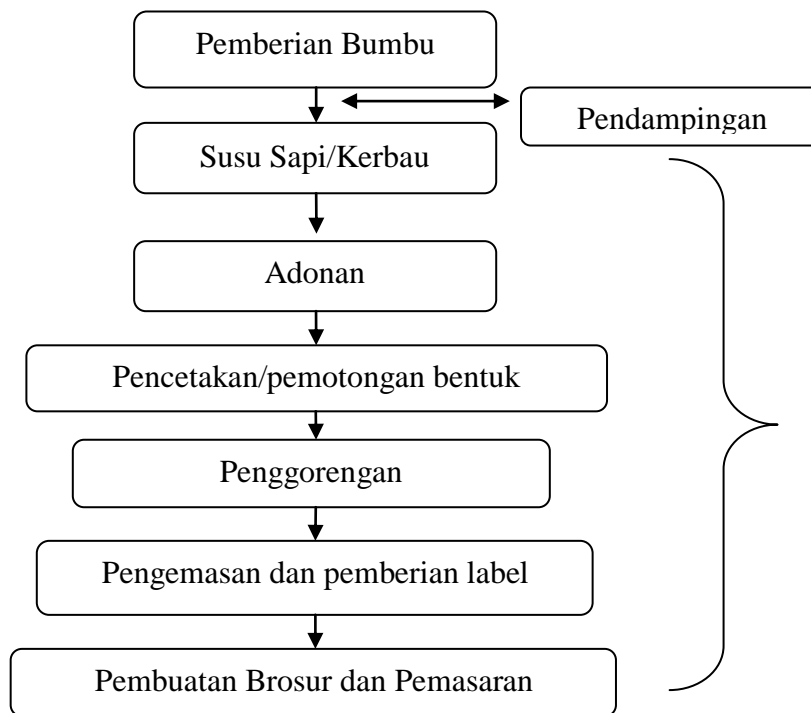 Pemberian Bumbu
Pendampingan
Susu Sapi/Kerbau
Adonan
Pencetakan/pemotongan bentuk
Penggorengan
Pengemasan dan pemberian label
Pembuatan Brosur dan Pemasaran